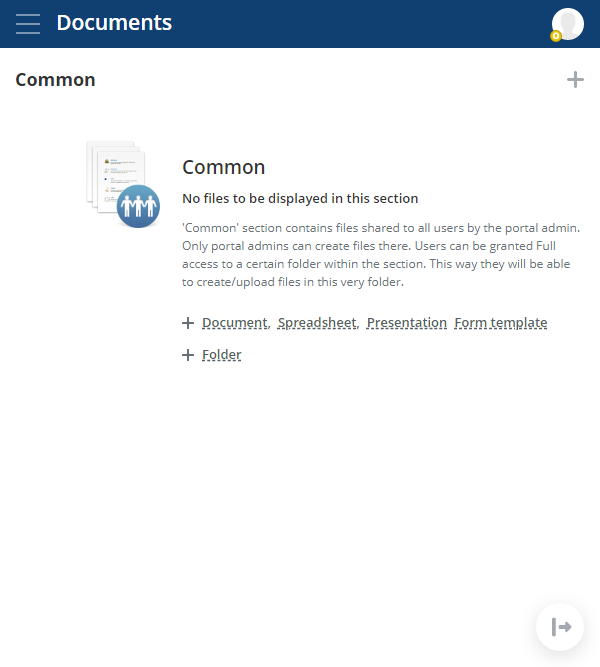 Documents
Common
Common
No files to be displayed in this section
'Common' section contains files shared to all users by the portal admin.
Only portal admins can create files there. Users can be granted Full
access to a certain folder within the section. This way they will be able
to create/upload files in this very folder.
Document, Spreadsheet, Presentation Form template
Folder